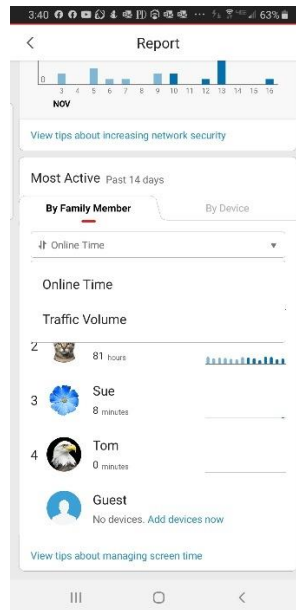 3:40 63%
Report
0
3 4 5 6 7 8 9 10 11 12 13 14 15 16
NOV
View tips about increasing network security
Most Active Past 14 days
By Family Member By Device
Online Time
Online Time
Traffic Volume
2
81 hours
3 Sue
8 minutes
4 Tom
0 minutes
Guest
No devices. Add devices now
View tips about managing screen time